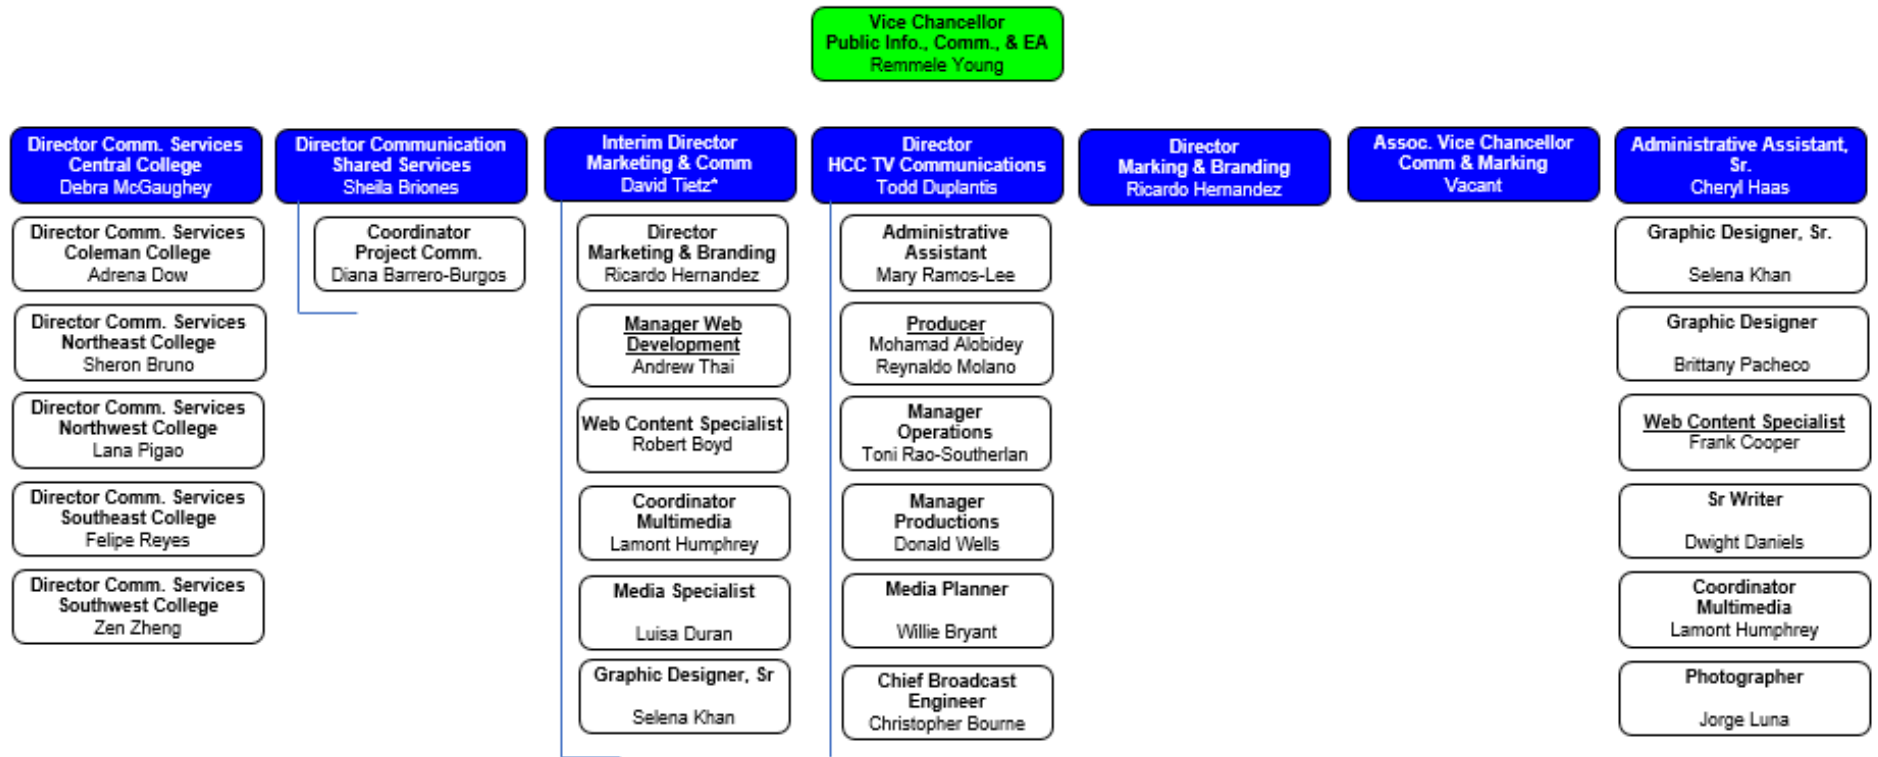 Vice Chancellor
Public Info., Comm., & EA
Remmele Young
Director Comm. Services
Central College
Debra McGaughey
Director Communication
Shared Services
Sheila Briones
Interim Director
Marketing & Comm
David Tietz*
Director
HCC TV Communications
Todd Duplantis
Director
Marking & Branding
Ricardo Hernandez
Assoc. Vice Chancellor
Comm & Marking
Vacant
Administrative Assistant,
Sr.
Cheryl Haas
Director Comm. Services
Coleman College
Adrena Dow
Director Comm. Services
Northeast College
Sheron Bruno
Director Comm. Services
Northwest College
Lana Pigao
Director Comm. Services
Southeast College
Felipe Reyes
Director Comm. Services
Southwest College
Zen Zheng
Coordinator
Project Comm.
Diana Barrero-Burgos
Director
Marketing & Branding
Ricardo Hernandez
Manager Web
Development
Andrew Thai
Web Content Specialist
Robert Boyd
Coordinator
Multimedia
Lamont Humphrey
Media Specialist
Luisa Duran
Graphic Designer, Sr
Selena Khan
Administrative
Assistant
Mary Ramos-Lee
Producer
Mohamad Alobidey
Reynaldo Molano
Manager
Operations
Toni Rao-Southerlan
Manager
Productions
Donald Wells
Media Planner
Willie Bryant
Chief Broadcast
Engineer
Christopher Bourne
Graphic Designer, Sr.
Selena Khan
Graphic Designer
Brittany Pacheco
Web Content Specialist
Frank Cooper
Sr Writer
Dwight Daniels
Coordinator
Multimedia
Lamont Humphrey
Photographer
Jorge Luna